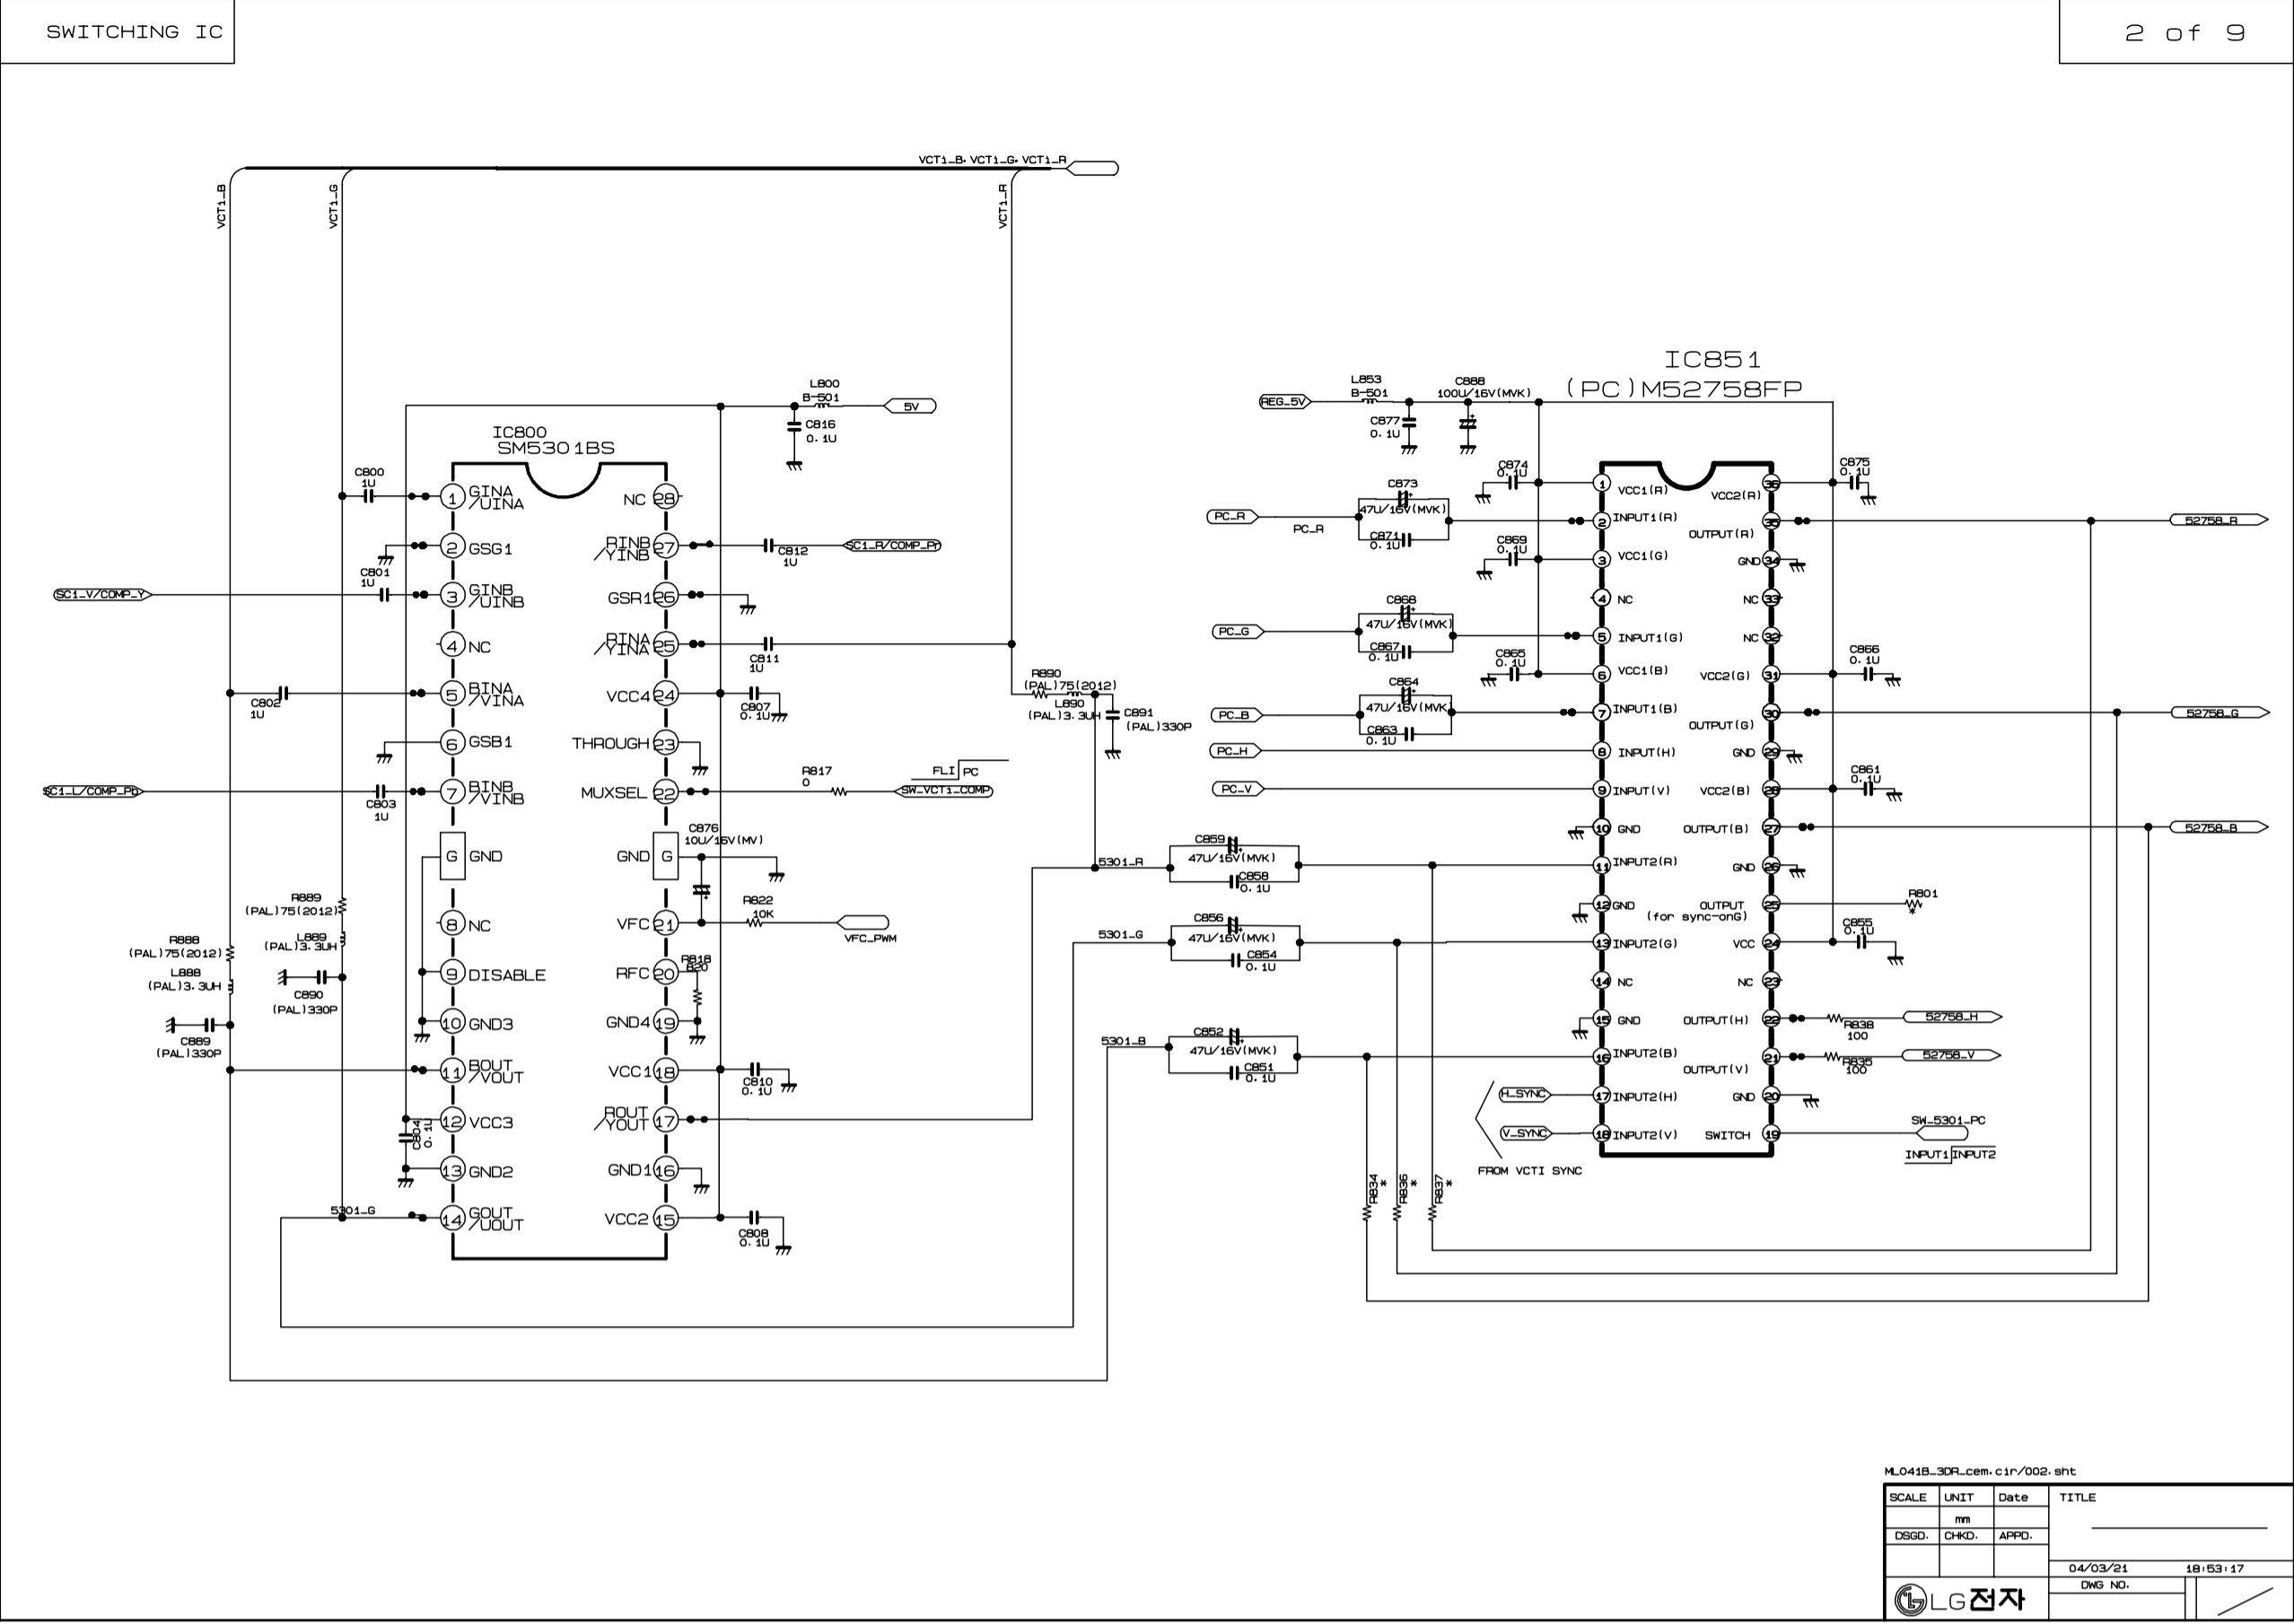 SWITCHING IC
2 of 9
VCTi_B, VCTi_G, VCTi_R
VCTi_B
VCTi_G
VCTi_R
L800
B-501
5V
C816
0.1U
IC800
SM5301BS
C800
1U
1 GINA
/UINA
2 GSG1
C801
1U
SC1_V/COMP_Y
3 GINB
/UINB
4 NC
C802
1U
5 BINA
/VINA
6 GSB1
SC1_L/COMP_Pb
C803
1U
7 BINB
/VINB
G GND
8 NC
9 DISABLE
10 GND3
11 BOUT
/VOUT
12 VCC3
C804
0.1U
13 GND2
5301_G
14 GOUT
/UOUT
NC 28
RINB
/YINB 27
C812
1U
SC1_R/COMP_Pr
GSR1 26
RINA
/YINA 25
C811
1U
VCC4 24
C807
0.1U
THROUGH 23
MUXSEL 22
R817
0
FLI PC
SW_VCTi_COMP
C876
10U/16V(MV)
GND G
R822
10K
VFC 21
VFC_PWM
RFC 20
R818
820
GND4 19
VCC1 18
C810
0.1U
ROUT
/YOUT 17
GND1 16
VCC2 15
C808
0.1U
R889
(PAL)75(2012)
L889
(PAL)3.3UH
C890
(PAL)330P
R888
(PAL)75(2012)
L888
(PAL)3.3UH
C889
(PAL)330P
R890
(PAL)75(2012)
L890
(PAL)3.3UH
C891
(PAL)330P
IC851
(PC)M52758FP
REG_5V
L853
B-501
C877
0.1U
C888
100U/16V(MVK)
C874
0.1U
C875
0.1U
PC_R
PC_R
C873
47U/16V(MVK)
C871
0.1U
C869
0.1U
PC_G
C868
47U/16V(MVK)
C867
0.1U
C865
0.1U
C866
0.1U
PC_B
C864
47U/16V(MVK)
C863
0.1U
PC_H
PC_V
C861
0.1U
5301_R
C859
47U/16V(MVK)
C858
0.1U
5301_G
C856
47U/16V(MVK)
C854
0.1U
5301_B
C852
47U/16V(MVK)
C851
0.1U
1 VCC1(R)
2 INPUT1(R)
3 VCC1(G)
4 NC
5 INPUT1(G)
6 VCC1(B)
7 INPUT1(B)
8 INPUT(H)
9 INPUT(V)
10 GND
11 INPUT2(R)
12 GND
13 INPUT2(G)
14 NC
15 GND
16 INPUT2(B)
17 INPUT2(H)
18 INPUT2(V)
VCC2(R) 36
OUTPUT(R) 35
GND 34
NC 33
NC 32
VCC2(G) 31
OUTPUT(G) 30
GND 29
VCC2(B) 28
OUTPUT(B) 27
GND 26
OUTPUT
(for sync-onG) 25
VCC 24
NC 23
OUTPUT(H) 22
OUTPUT(V) 21
GND 20
SWITCH 19
52758_R
52758_G
52758_B
R801
*
C855
0.1U
R838
100
52758_H
R835
100
52758_V
H_SYNC
V_SYNC
FROM VCTI SYNC
SW_5301_PC
INPUT1 INPUT2
R834 *
R836 *
R837 *
ML041B_3DR_cem.cir/002.sht
SCALE UNIT Date TITLE
mm
DSGD. CHKD. APPD.
04/03/21 18:53:17
DWG NO.
LG전자